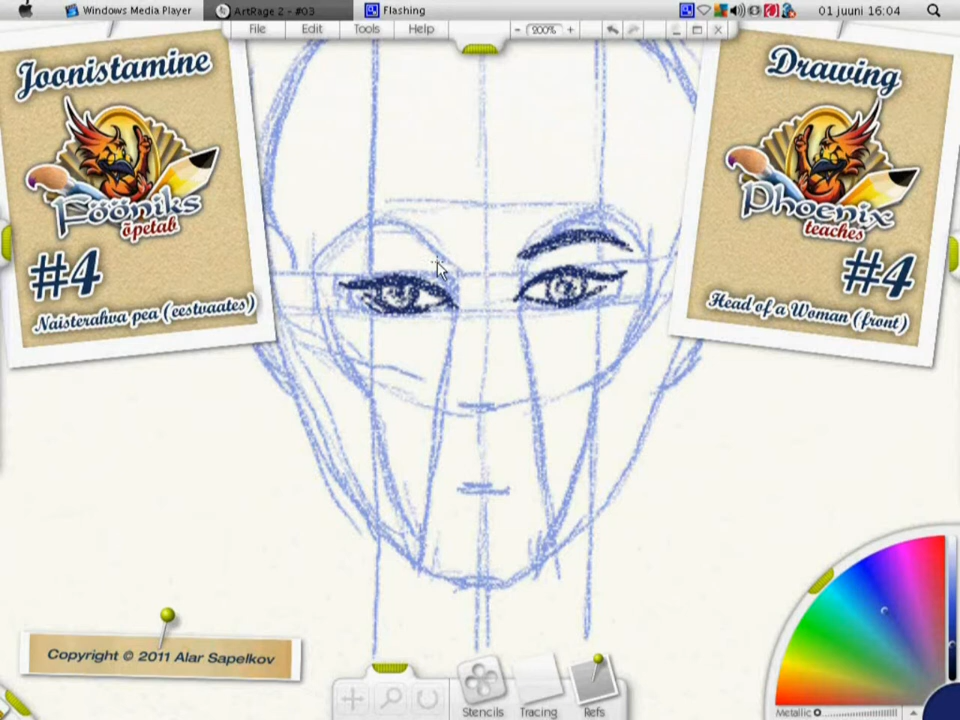 Windows Media Player
ArtRage 2 - #03
Flashing
01 juuni 16:04
File
Edit
Tools
Help
200%
Joonistamine
Fööniks
õpetab
#4
Naisterahva pea (eestvaates)
Drawing
Phoenix
teaches
#4
Head of a Woman (front)
Copyright © 2011 Alar Sapelkov
Stencils
Tracing
Refs
Metallic